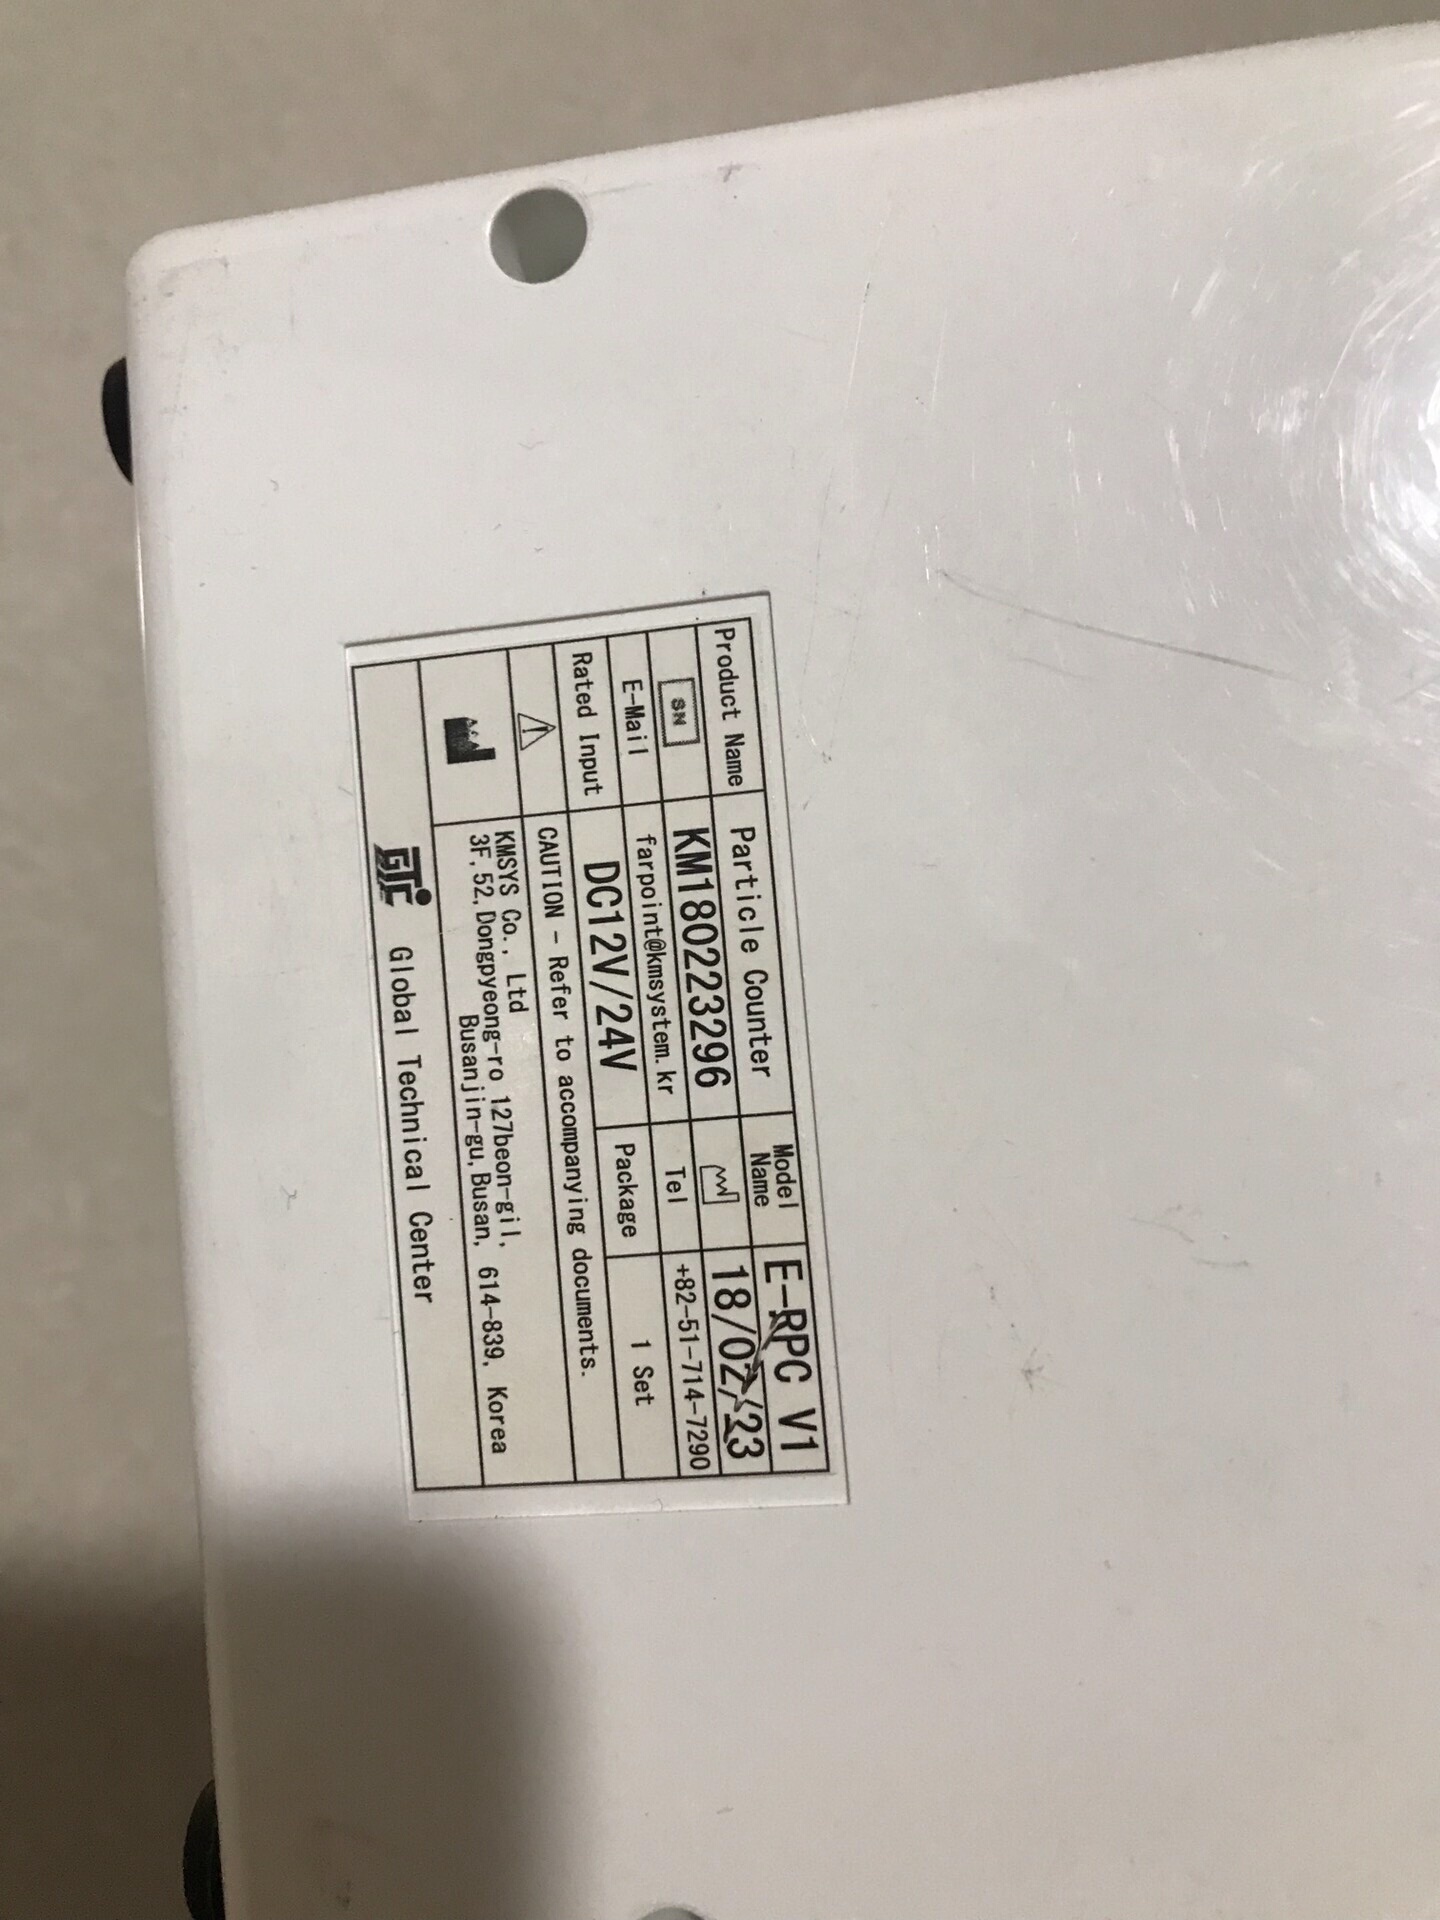 Product Name Particle Counter Model Name E-RPC V1
SN KM180223296 18/02/23
E-Mail farpoint@kmsystem.kr Tel +82-51-714-7290
Rated Input DC12V/24V Package 1 Set
CAUTION - Refer to accompanying documents.
KMSYS Co., Ltd
3F, 52, Dongpyeong-ro 127beon-gil,
Busanjin-gu, Busan, 614-839, Korea
GTC Global Technical Center